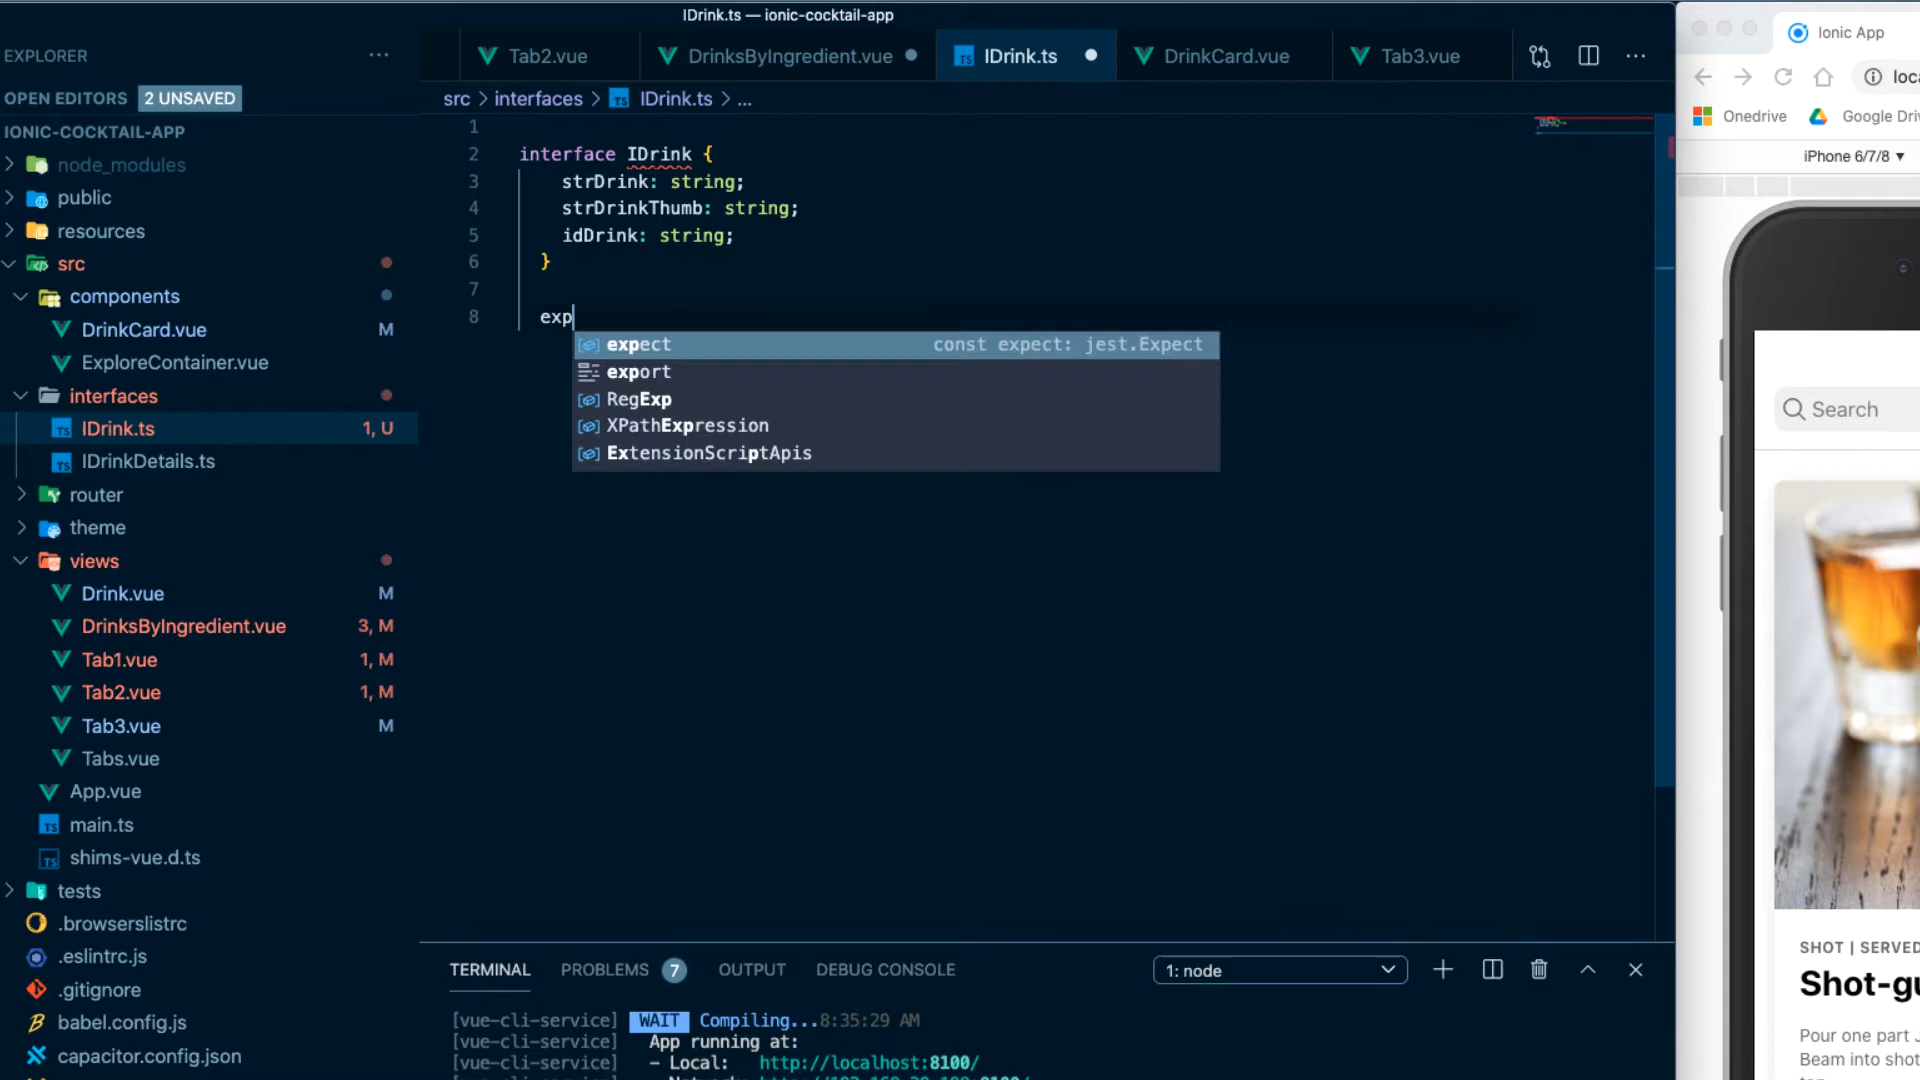 IDrink.ts — ionic-cocktail-app
EXPLORER
OPEN EDITORS 2 UNSAVED
IONIC-COCKTAIL-APP
node_modules
public
resources
src
components
DrinkCard.vue M
ExploreContainer.vue
interfaces
IDrink.ts 1, U
IDrinkDetails.ts
router
theme
views
Drink.vue M
DrinksByIngredient.vue 3, M
Tab1.vue 1, M
Tab2.vue 1, M
Tab3.vue M
Tabs.vue
App.vue
main.ts
shims-vue.d.ts
tests
.browserslistrc
.eslintrc.js
.gitignore
babel.config.js
capacitor.config.json
Tab2.vue DrinksByIngredient.vue IDrink.ts DrinkCard.vue Tab3.vue
src > interfaces > TS IDrink.ts > ...
1
2 interface IDrink {
3 strDrink: string;
4 strDrinkThumb: string;
5 idDrink: string;
6 }
7
8 exp
expect const expect: jest.Expect
export
RegExp
XPathExpression
ExtensionScriptApis
TERMINAL PROBLEMS 7 OUTPUT DEBUG CONSOLE 1: node
[vue-cli-service] WAIT Compiling...8:35:29 AM
[vue-cli-service] App running at:
[vue-cli-service] - Local: http://localhost:8100/
Ionic App
Onedrive
iPhone 6/7/8 ▾
Search
SHOT | SERVED
Pour one part
Beam into shot